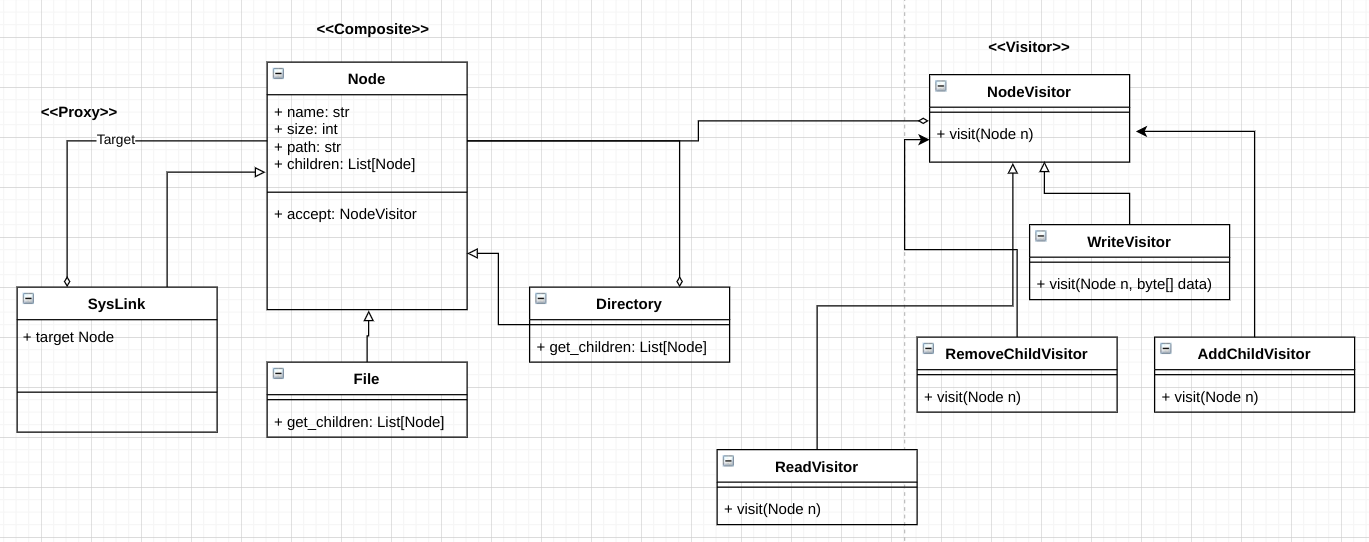 <<Composite>>
<<Visitor>>
<<Proxy>>
Target
Node
+ name: str
+ size: int
+ path: str
+ children: List[Node]
+ accept: NodeVisitor
NodeVisitor
+ visit(Node n)
SysLink
+ target Node
File
+ get_children: List[Node]
Directory
+ get_children: List[Node]
WriteVisitor
+ visit(Node n, byte[] data)
RemoveChildVisitor
+ visit(Node n)
AddChildVisitor
+ visit(Node n)
ReadVisitor
+ visit(Node n)